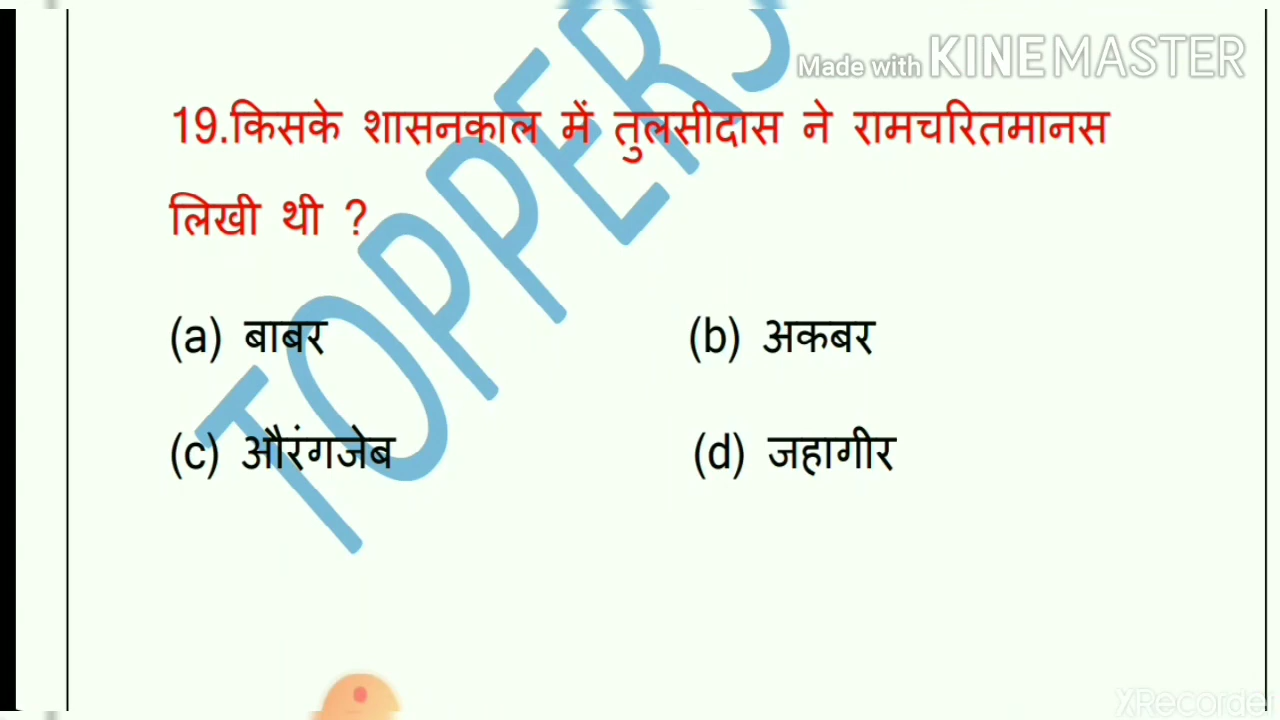 Made with KINEMASTER
19.किसके शासनकाल में तुलसीदास ने रामचरितमानस
लिखी थी ?
(a) बाबर (b) अकबर
(c) औरंगजेब (d) जहागीर
TOPPERS
XRecorder